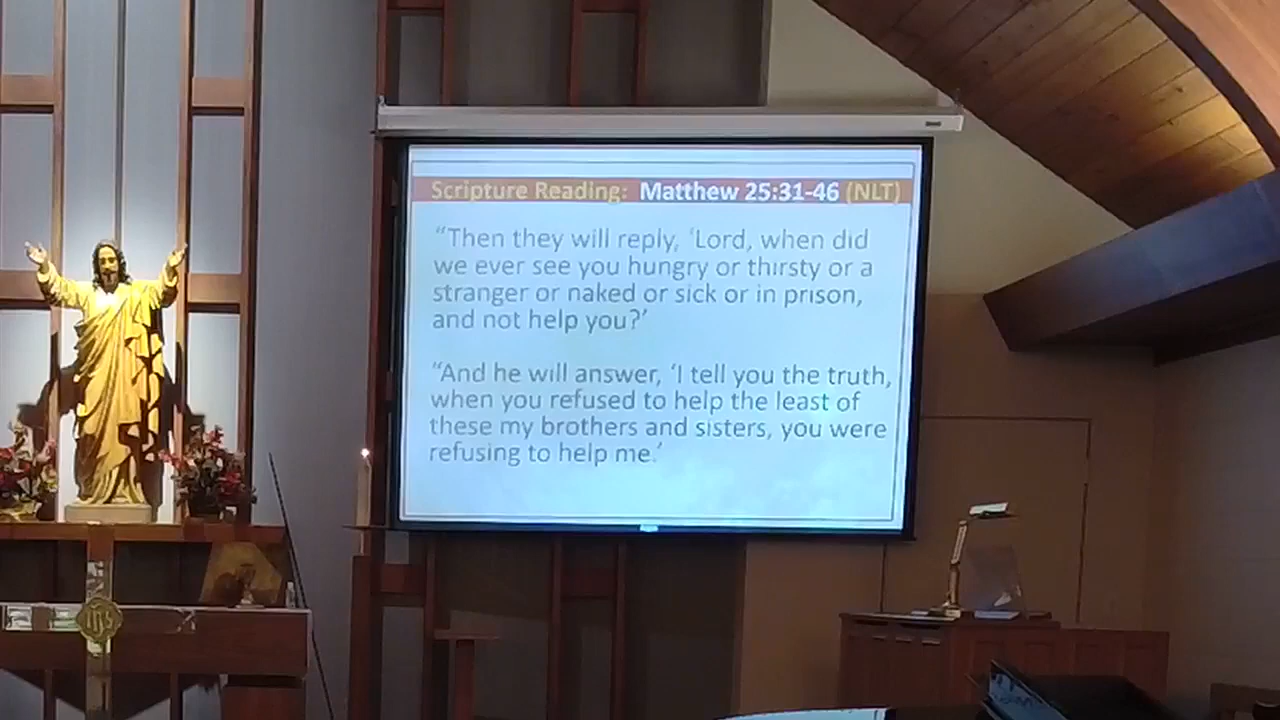 Scripture Reading: Matthew 25:31-46 (NLT)
“Then they will reply, ‘Lord, when did
we ever see you hungry or thirsty or a
stranger or naked or sick or in prison,
and not help you?’
“And he will answer, ‘I tell you the truth,
when you refused to help the least of
these my brothers and sisters, you were
refusing to help me.’
IHS